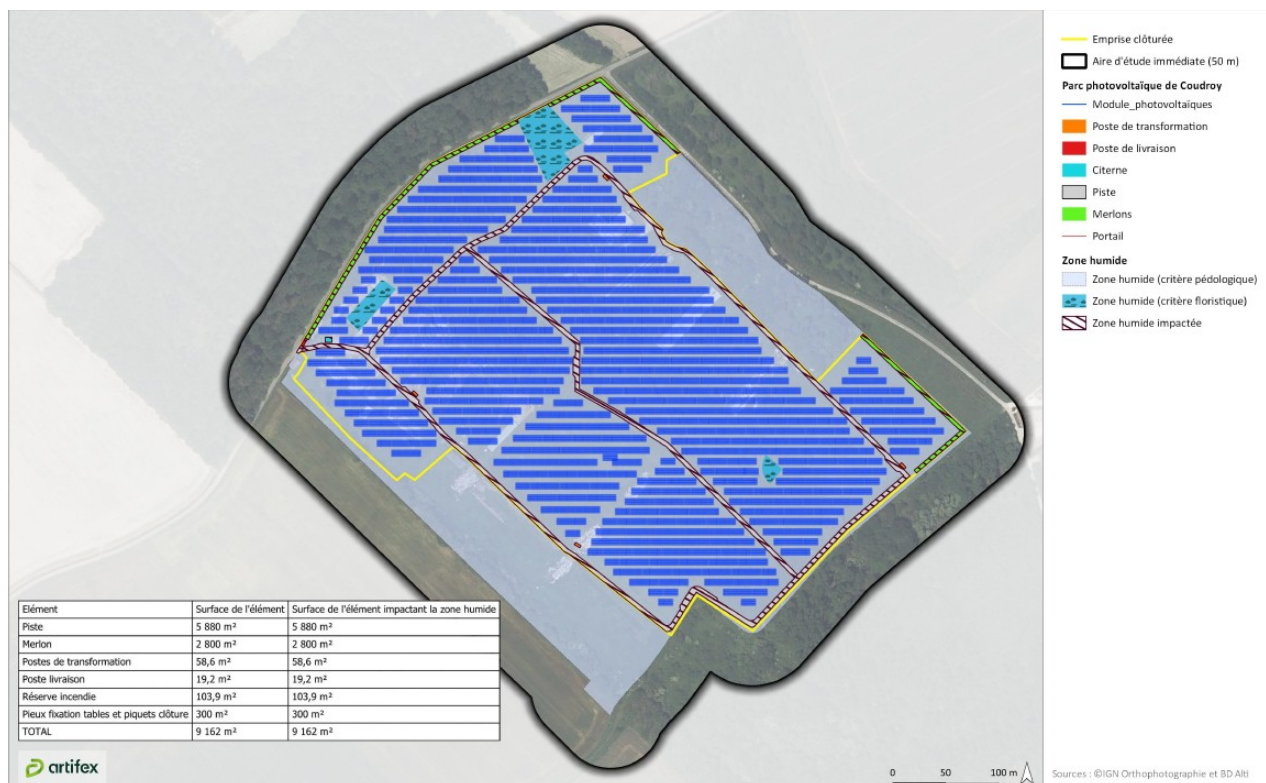 Emprise clôturée
Aire d'étude immédiate (50 m)
Parc photovoltaïque de Coudroy
Module_photovoltaïques
Poste de transformation
Poste de livraison
Citerne
Piste
Merlons
Portail
Zone humide
Zone humide (critère pédologique)
Zone humide (critère floristique)
Zone humide impactée
Elément Surface de l'élément Surface de l'élément impactant la zone humide
Piste 5 880 m² 5 880 m²
Merlon 2 800 m² 2 800 m²
Postes de transformation 58,6 m² 58,6 m²
Poste livraison 19,2 m² 19,2 m²
Réserve incendie 103,9 m² 103,9 m²
Pieux fixation tables et piquets clôture 300 m² 300 m²
TOTAL 9 162 m² 9 162 m²
artifex
0 50 100 m
Sources : ©IGN Orthophotographie et BD Alti